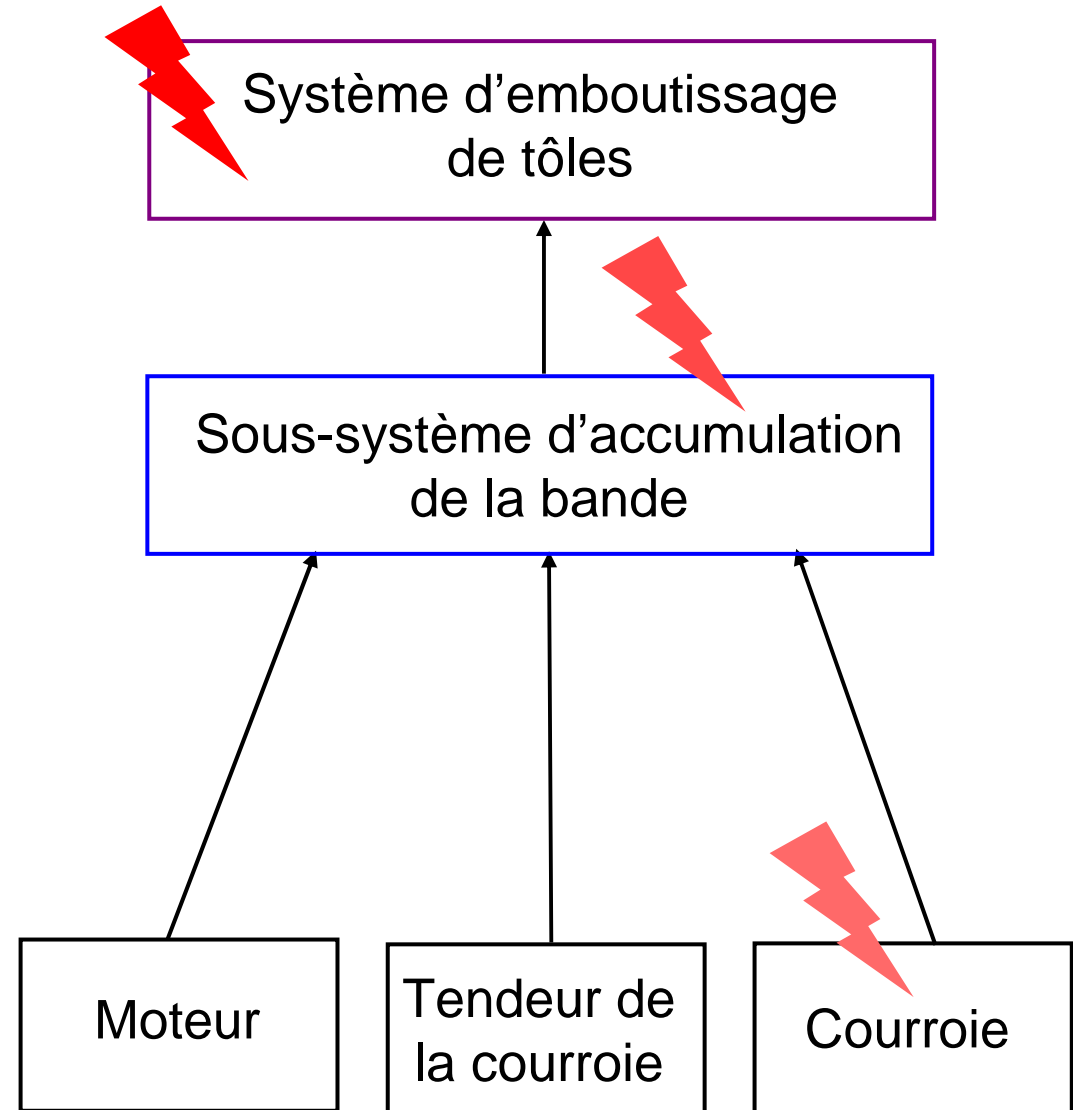 Système d’emboutissage
de tôles
Sous-système d’accumulation
de la bande
Moteur
Tendeur de
la courroie
Courroie